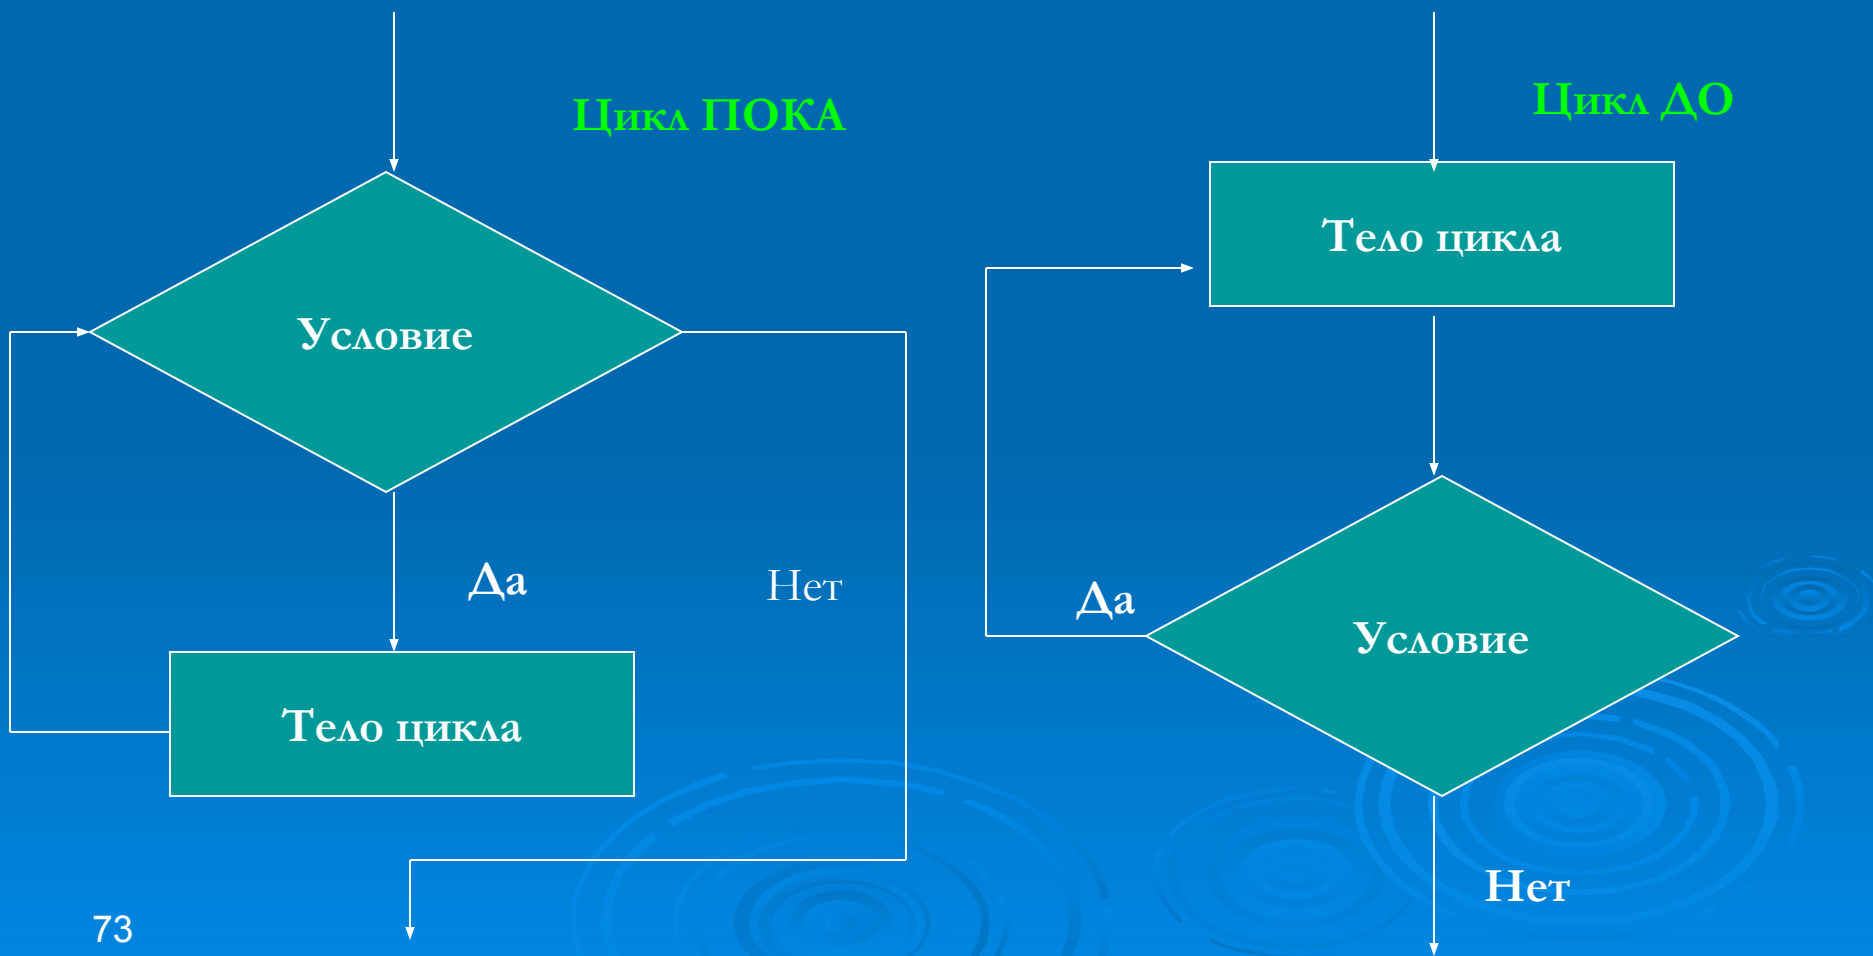 Цикл ПОКА
Условие
Да
Нет
Тело цикла
Цикл ДО
Тело цикла
Да
Условие
Нет
73